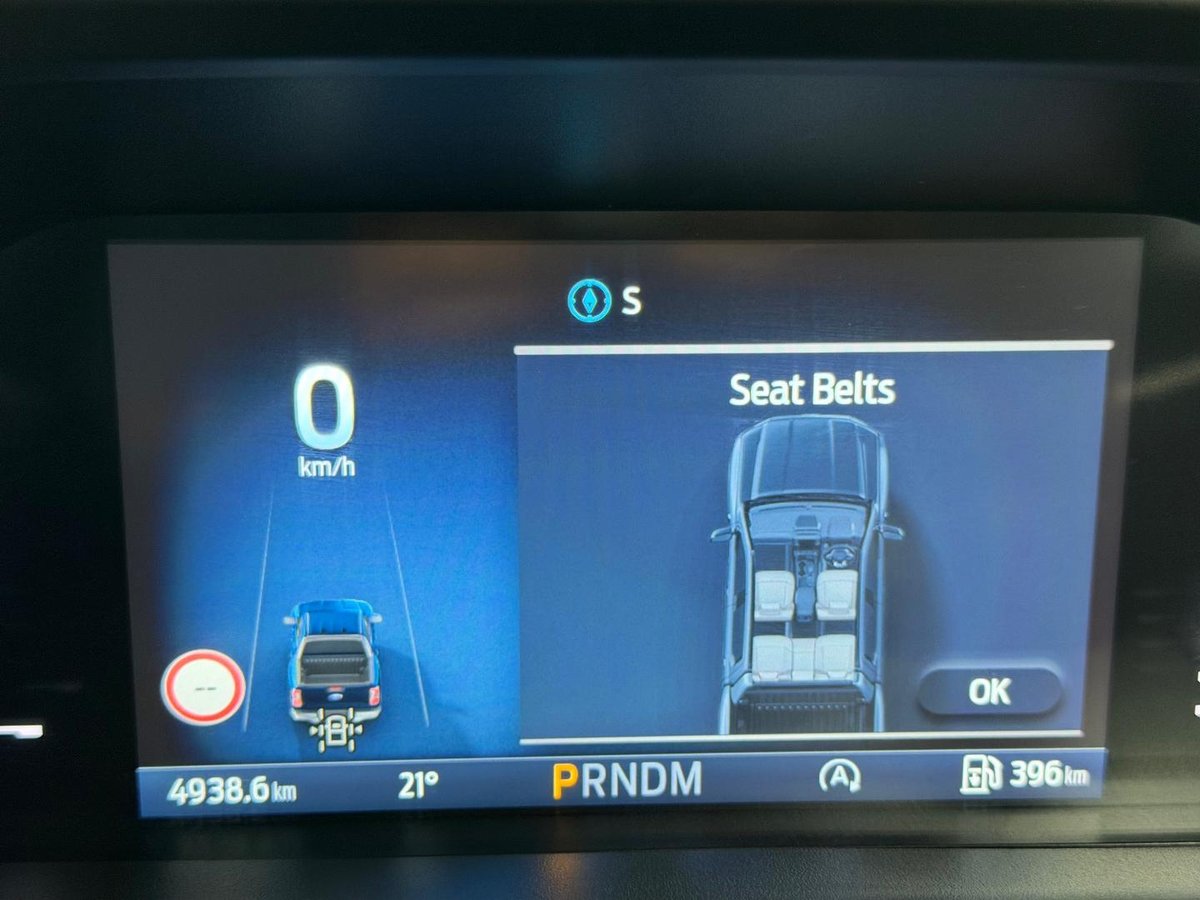 S
0
km/h
Seat Belts
--
OK
4938.6 km
21°
PRNDM
A
396 km